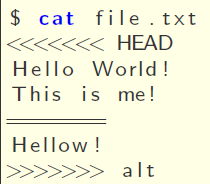 $ cat file.txt
<<<<<<< HEAD
Hello World!
This is me!
=======
Hellow!
>>>>>>> alt